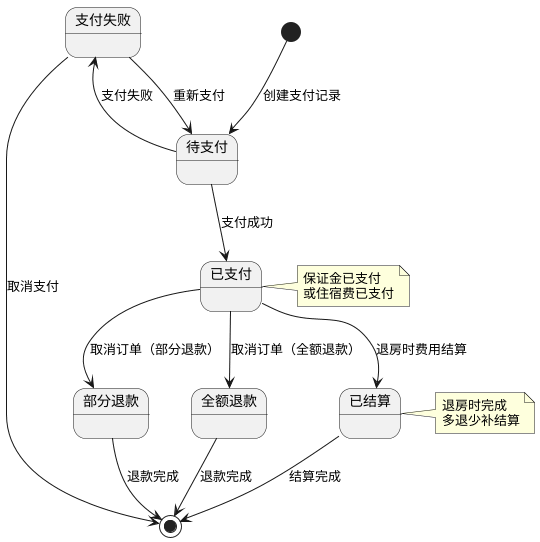 支付失败
支付失败
重新支付
创建支付记录
待支付
支付成功
取消支付
已支付
保证金已支付
或住宿费已支付
取消订单（部分退款）
取消订单（全额退款）
退房时费用结算
部分退款
全额退款
已结算
退房时完成
多退少补结算
退款完成
退款完成
结算完成